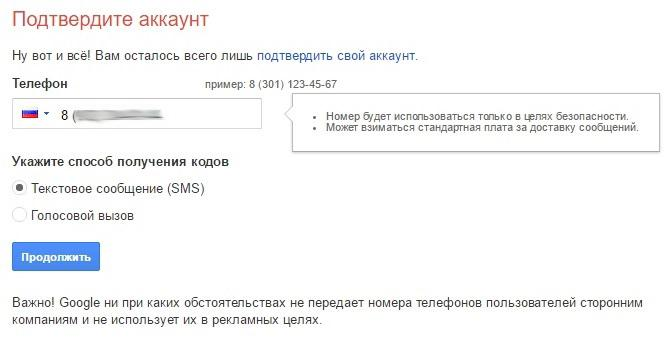 Подтвердите аккаунт
Ну вот и всё! Вам осталось всего лишь подтвердить свой аккаунт.
Телефон пример: 8 (301) 123-45-67
8 (
Номер будет использоваться только в целях безопасности.
Может взиматься стандартная плата за доставку сообщений.
Укажите способ получения кодов
Текстовое сообщение (SMS)
Голосовой вызов
Продолжить
Важно! Google ни при каких обстоятельствах не передает номера телефонов пользователей сторонним
компаниям и не использует их в рекламных целях.